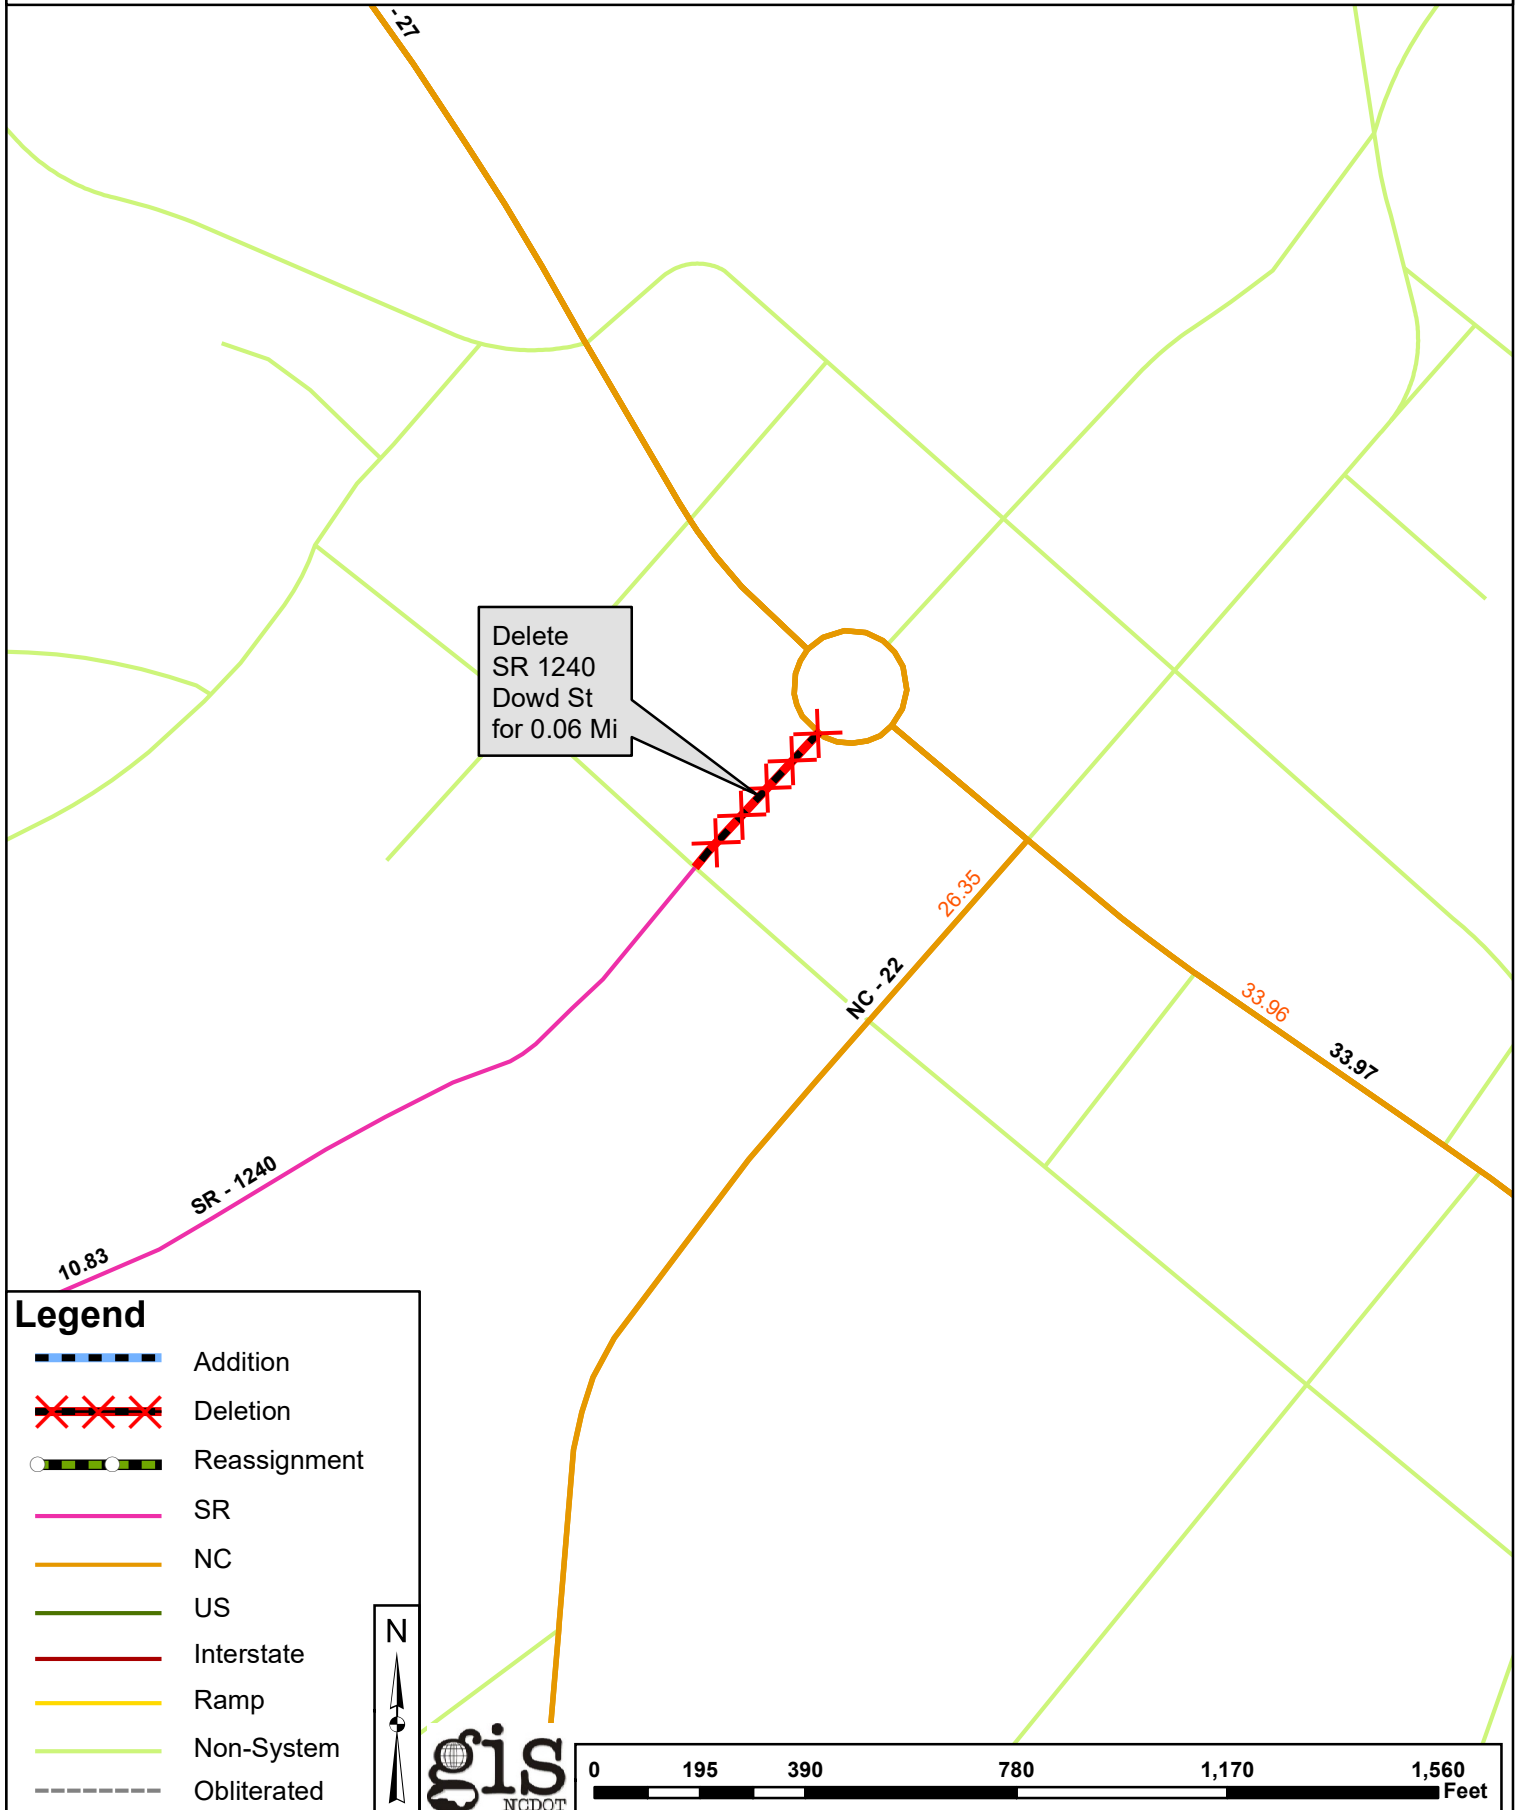 - 27
Delete
SR 1240
Dowd St
for 0.06 Mi
26.35
NC - 22
33.96
33.97
SR - 1240
10.83
Legend
Addition
Deletion
Reassignment
SR
NC
US
Interstate
Ramp
Non-System
Obliterated
N
gis
NCDOT
0 195 390 780 1,170 1,560
Feet